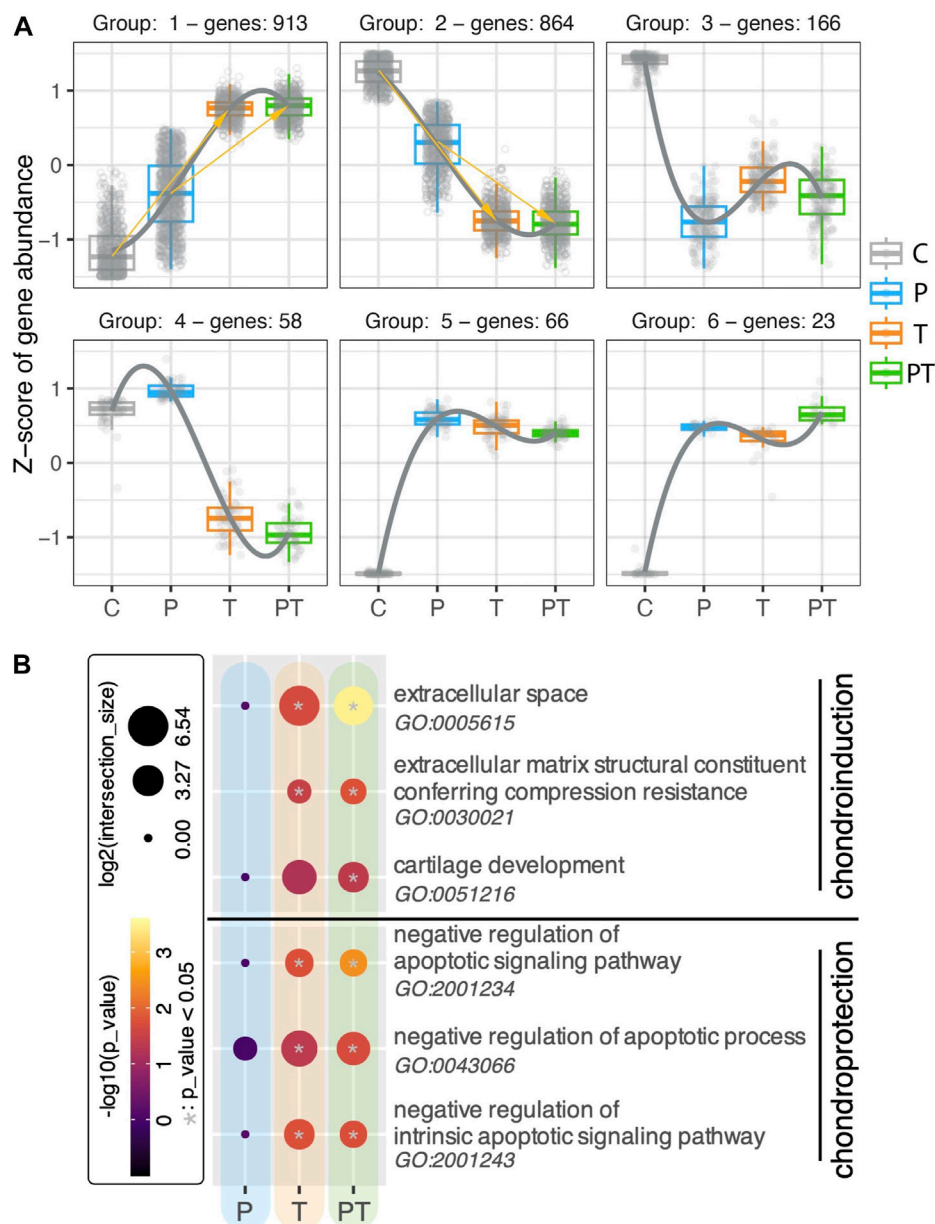 A
Group: 1 – genes: 913
Group: 2 – genes: 864
Group: 3 – genes: 166
Z−score of gene abundance
1
0
−1
C
P
T
PT
Group: 4 – genes: 58
Group: 5 – genes: 66
Group: 6 – genes: 23
1
0
−1
C
P
T
PT
C
P
T
PT
C
P
T
PT
B
log2(intersection_size)
6.54
3.27
0.00
-log10(p_value)
3
2
1
0
*: p_value < 0.05
extracellular space
GO:0005615
extracellular matrix structural constituent
conferring compression resistance
GO:0030021
cartilage development
GO:0051216
chondroinduction
negative regulation of
apoptotic signaling pathway
GO:2001234
negative regulation of apoptotic process
GO:0043066
negative regulation of
intrinsic apoptotic signaling pathway
GO:2001243
chondroprotection
P
T
PT